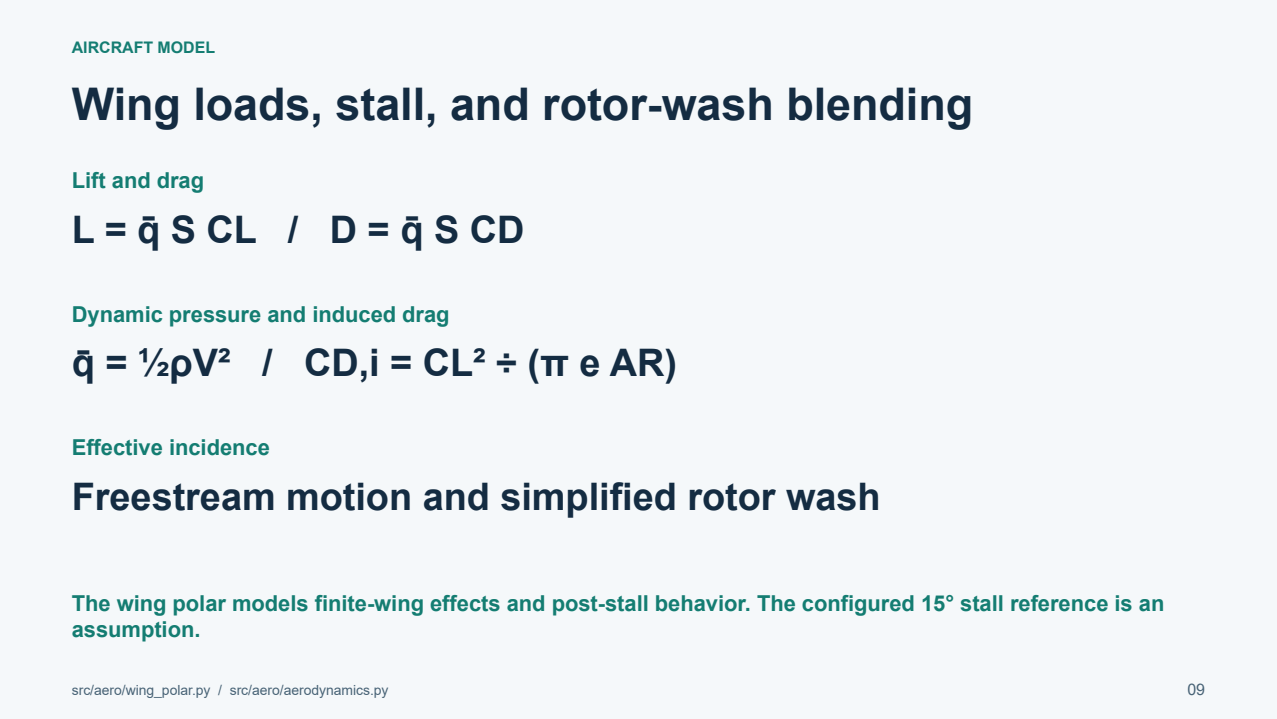 AIRCRAFT MODEL
Wing loads, stall, and rotor-wash blending
Lift and drag
L = q̄ S CL / D = q̄ S CD
Dynamic pressure and induced drag
q̄ = ½ρV² / CD,i = CL² ÷ (π e AR)
Effective incidence
Freestream motion and simplified rotor wash
The wing polar models finite-wing effects and post-stall behavior. The configured 15° stall reference is an
assumption.
src/aero/wing_polar.py / src/aero/aerodynamics.py
09